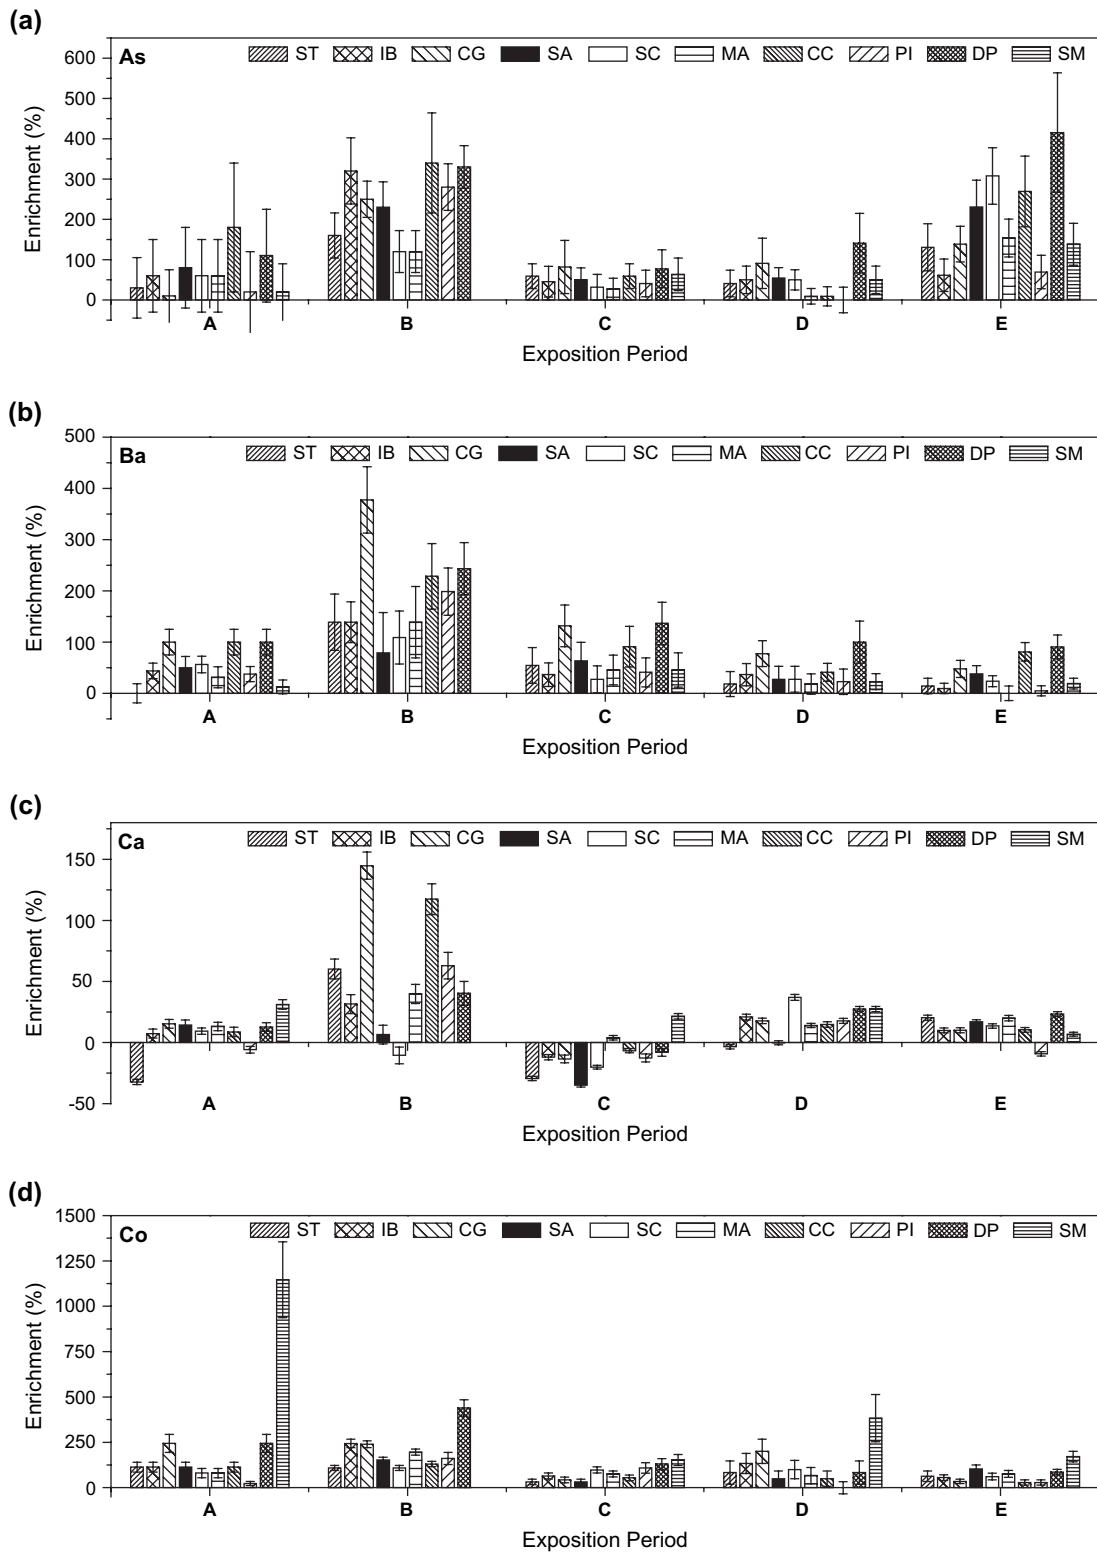 (a)
As ST IB CG SA SC MA CC PI DP SM
600
500
400
300
200
100
0
Enrichment (%)
A B C D E
Exposition Period
(b)
500
Ba ST IB CG SA SC MA CC PI DP SM
400
300
200
100
0
Enrichment (%)
A B C D E
Exposition Period
(c)
Ca ST IB CG SA SC MA CC PI DP SM
150
100
50
0
-50
Enrichment (%)
A B C D E
Exposition Period
(d)
1500
Co ST IB CG SA SC MA CC PI DP SM
1250
1000
750
500
250
0
Enrichment (%)
A B C D E
Exposition Period